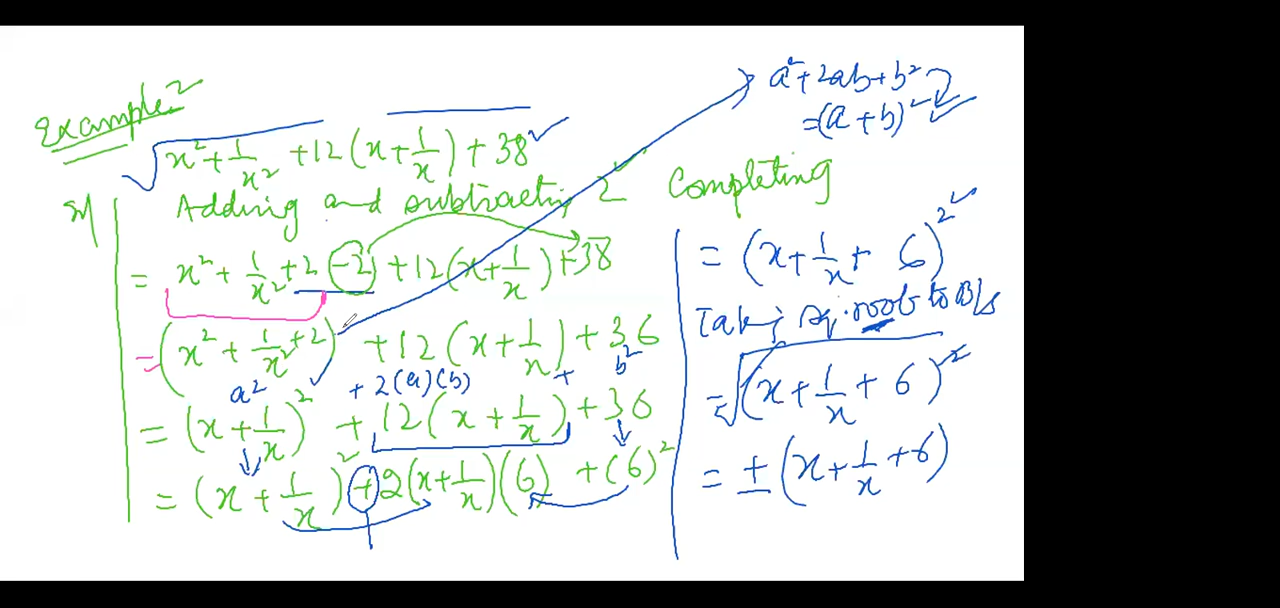 Example 2
√x² + 1/x² + 12(x + 1/x) + 38
Adding and subtracting 2
= x² + 1/x² + 2 - 2 + 12(x + 1/x) + 38
= (x² + 1/x² + 2) + 12(x + 1/x) + 36
a² + 2(a)(b) + b²
= (x + 1/x)² + 12(x + 1/x) + 36
= (x + 1/x)² + 2(x + 1/x)(6) + (6)²
a² + 2ab + b²
= (a + b)²
Completing
= (x + 1/x + 6)²
Taking sq. root to B/s
= √(x + 1/x + 6)²
= ± (x + 1/x + 6)